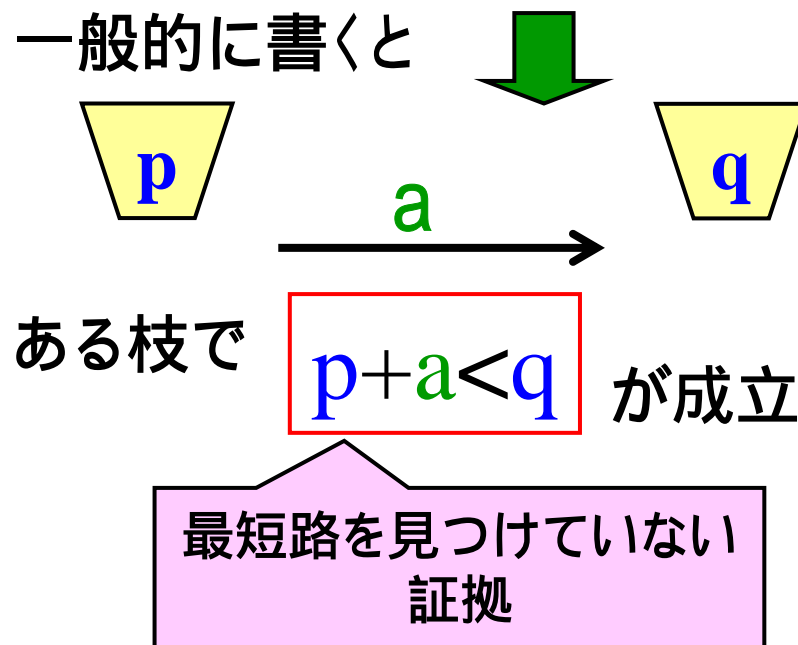 一般的に書くと
p
q
a
ある枝で
p+a<q
が成立
最短路を見つけていない
証拠